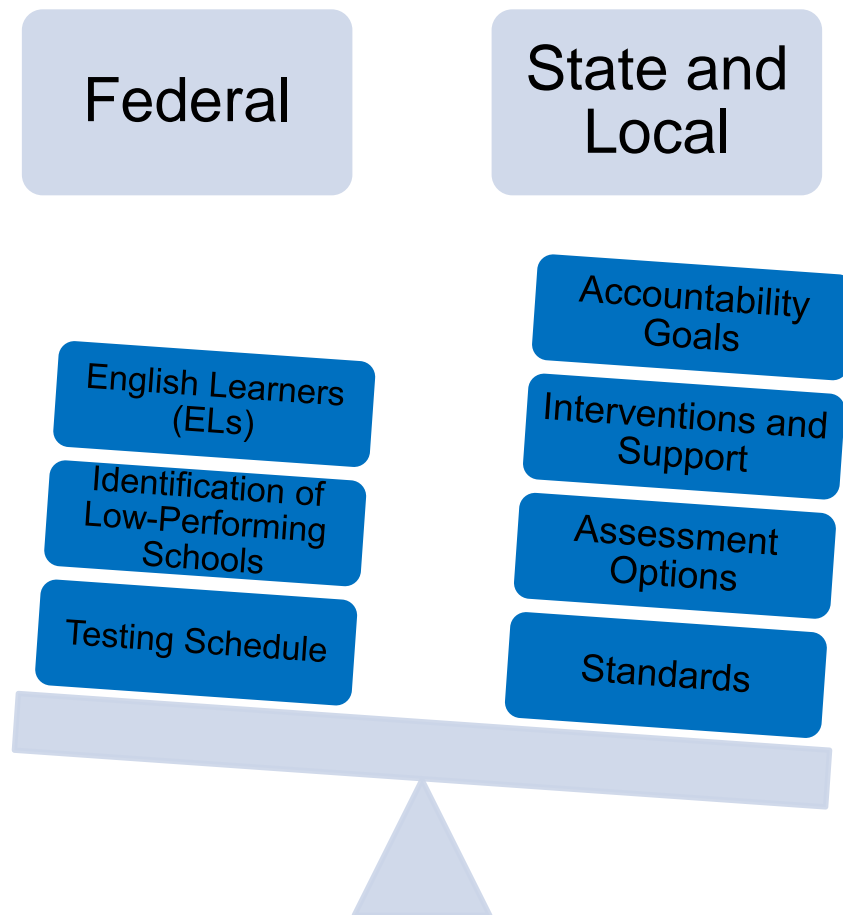 Federal
State and
Local
English Learners
(ELs)
Identification of
Low-Performing
Schools
Testing Schedule
Accountability
Goals
Interventions and
Support
Assessment
Options
Standards